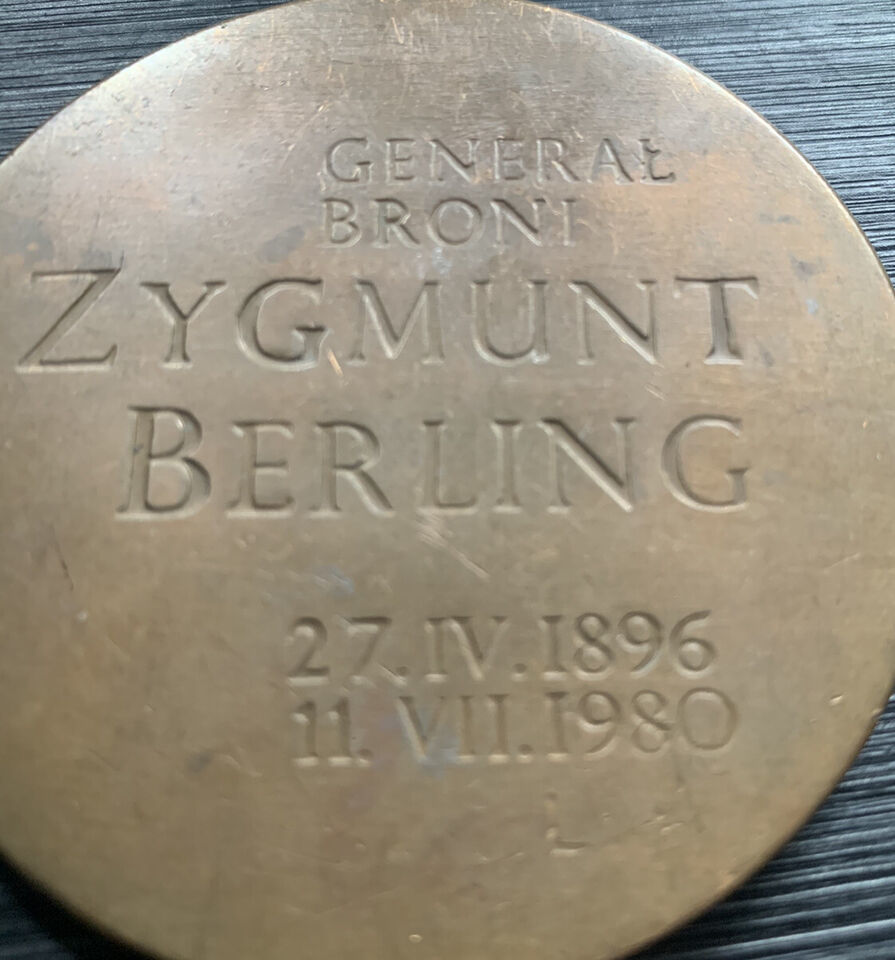 GENERAŁ
BRONI
ZYGMUNT
BERLING
27.IV.1896
11.VII.1980